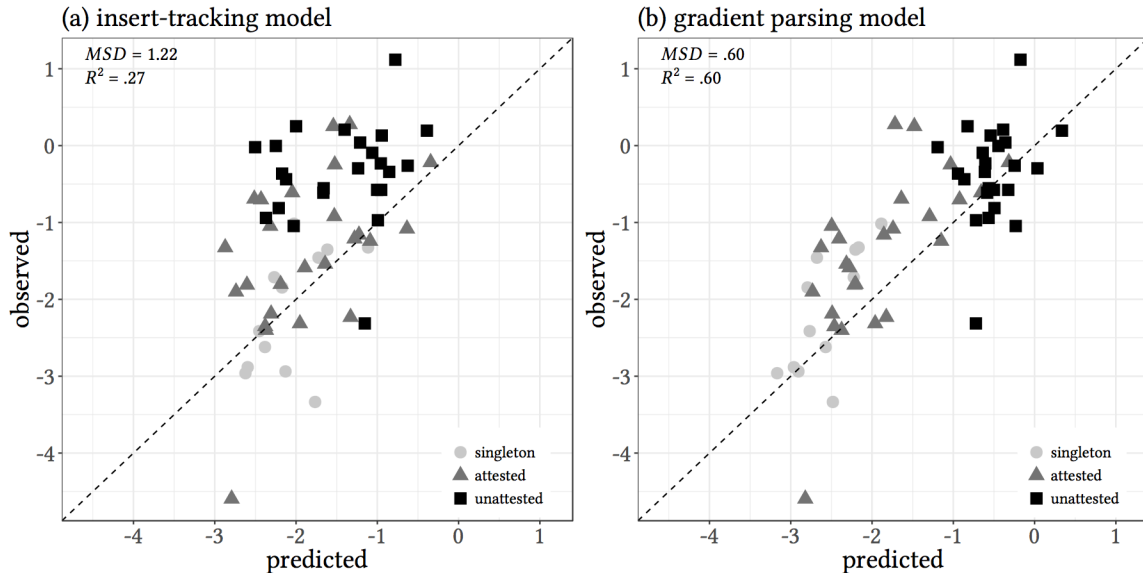 (a) insert-tracking model
MSD = 1.22
R² = .27
observed
1
0
-1
-2
-3
-4
singleton
attested
unattested
-4 -3 -2 -1 0 1
predicted
(b) gradient parsing model
MSD = .60
R² = .60
observed
1
0
-1
-2
-3
-4
singleton
attested
unattested
-4 -3 -2 -1 0 1
predicted